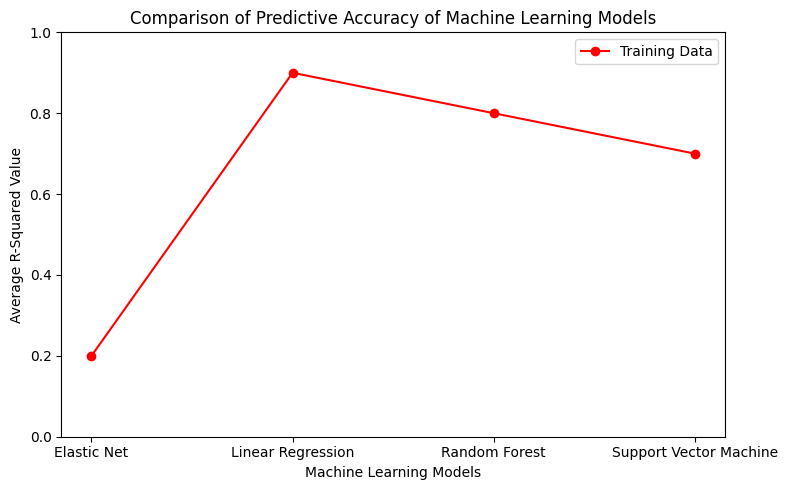 Comparison of Predictive Accuracy of Machine Learning Models
Training Data
Average R-Squared Value
1.0
0.8
0.6
0.4
0.2
0.0
Elastic Net
Linear Regression
Random Forest
Support Vector Machine
Machine Learning Models